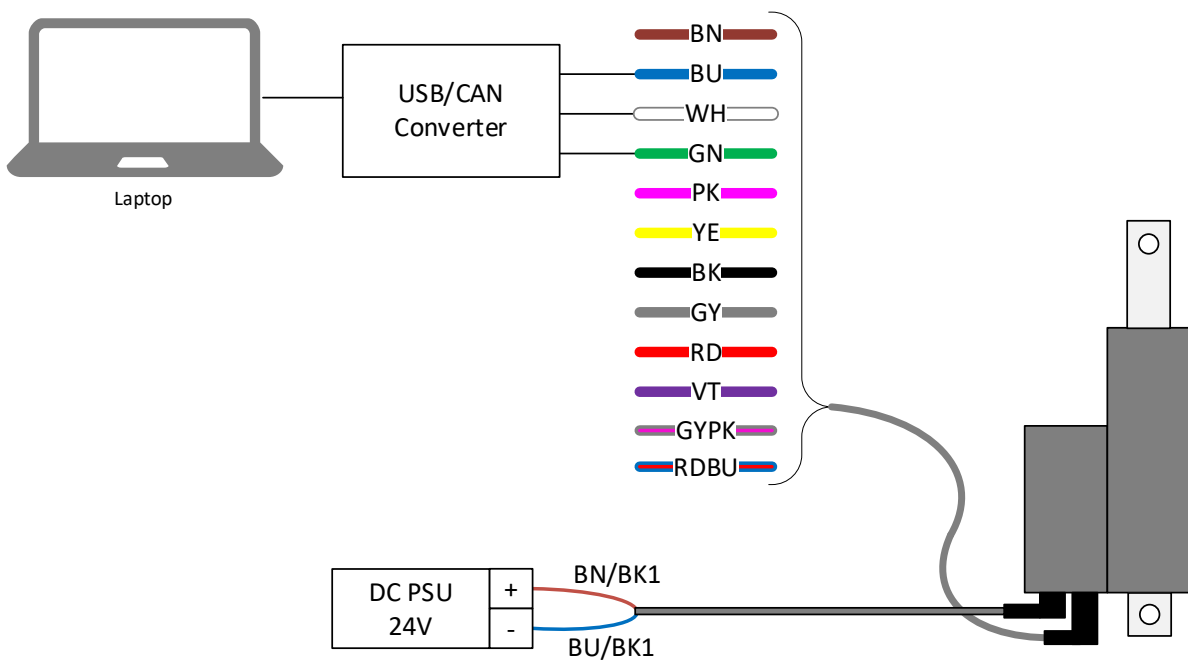 BN
BU
WH
GN
PK
YE
BK
GY
RD
VT
GYPK
RDBU
USB/CAN
Converter
Laptop
DC PSU
24V
+
-
BN/BK1
BU/BK1